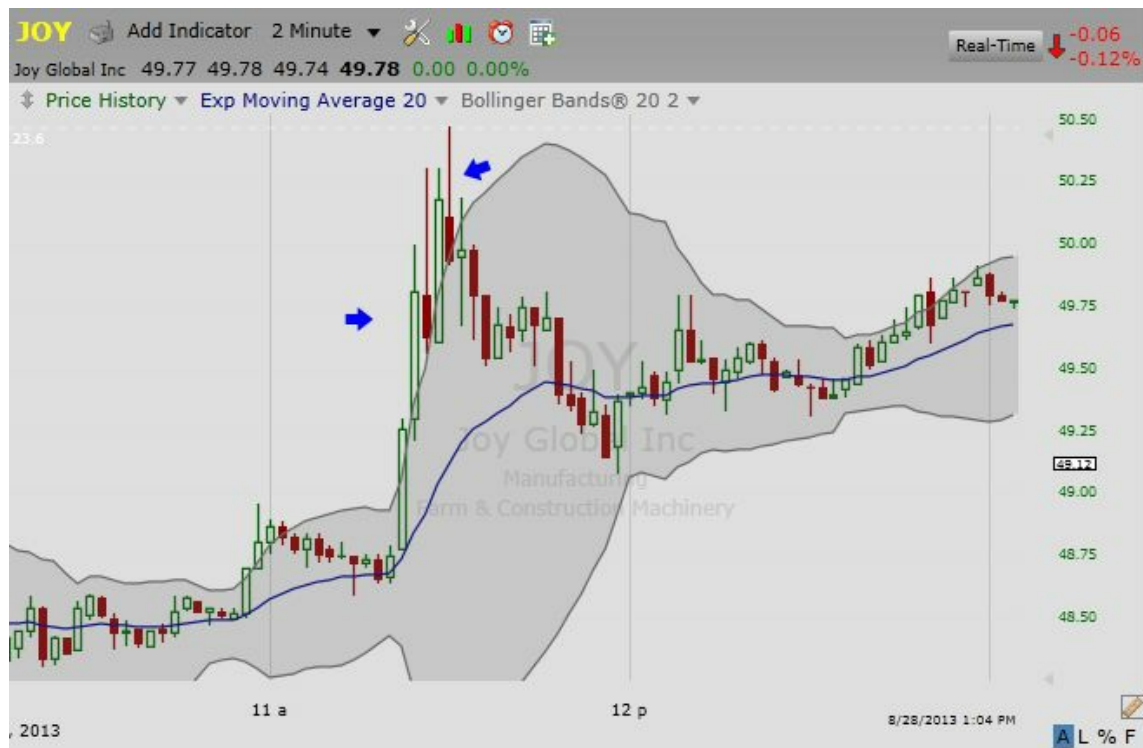 JOY Add Indicator 2 Minute
Real-Time -0.06
-0.12%
Joy Global Inc 49.77 49.78 49.74 49.78 0.00 0.00%
Price History Exp Moving Average 20 Bollinger Bands® 20 2
50.50
23.6
50.25
50.00
49.75
49.50
JOY
49.25
Joy Global Inc
49.12
Manufacturing
49.00
Farm & Construction Machinery
48.75
48.50
11 a
12 p
8/28/2013 1:04 PM
, 2013
A L % F